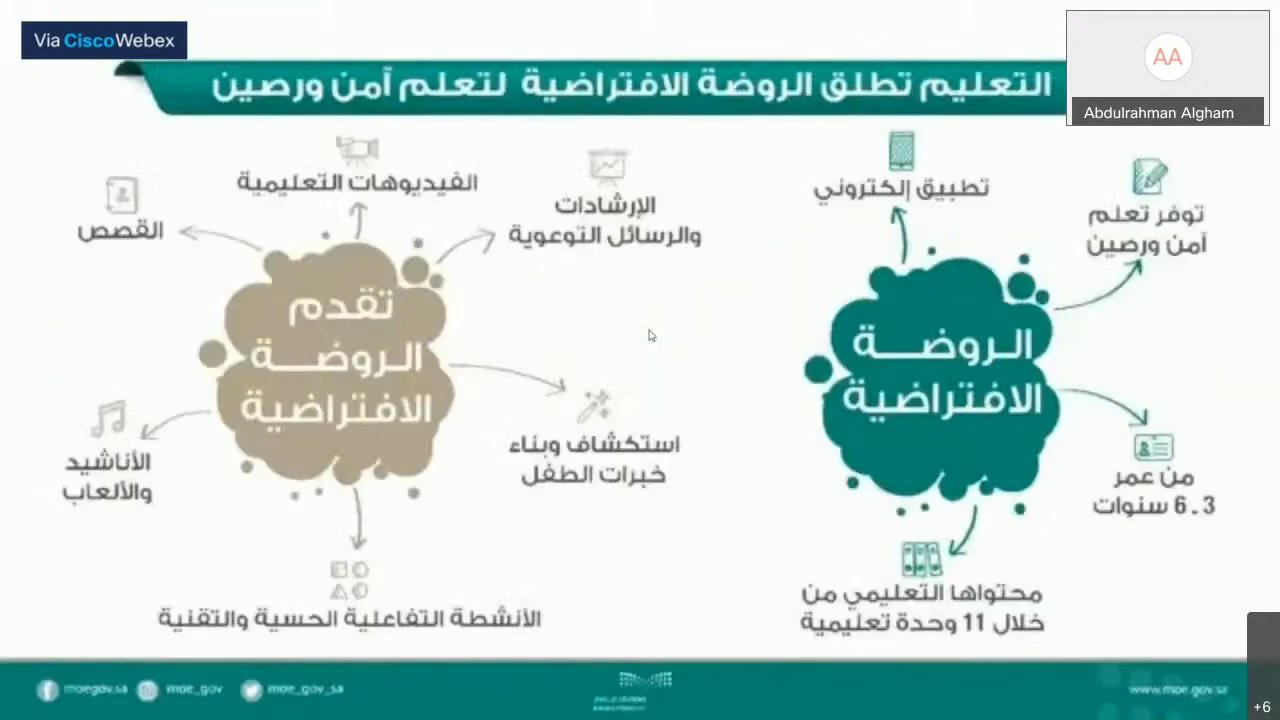 Via CiscoWebex
AA
Abdulrahman Algham
التعليم تطلق الروضة الافتراضية لتعلم آمن ورصين
الروضة
الافتراضية
توفر تعلم
آمن ورصين
تطبيق إلكتروني
من عمر
3 ـ 6 سنوات
محتواها التعليمي من
خلال 11 وحدة تعليمية
تقدم
الروضة
الافتراضية
الإرشادات
والرسائل التوعوية
الفيديوهات التعليمية
القصص
استكشاف وبناء
خبرات الطفل
الأناشيد
والألعاب
الأنشطة التفاعلية الحسية والتقنية
moegov.sa
moe_gov
moe_gov_sa
www.moe.gov.sa
+6